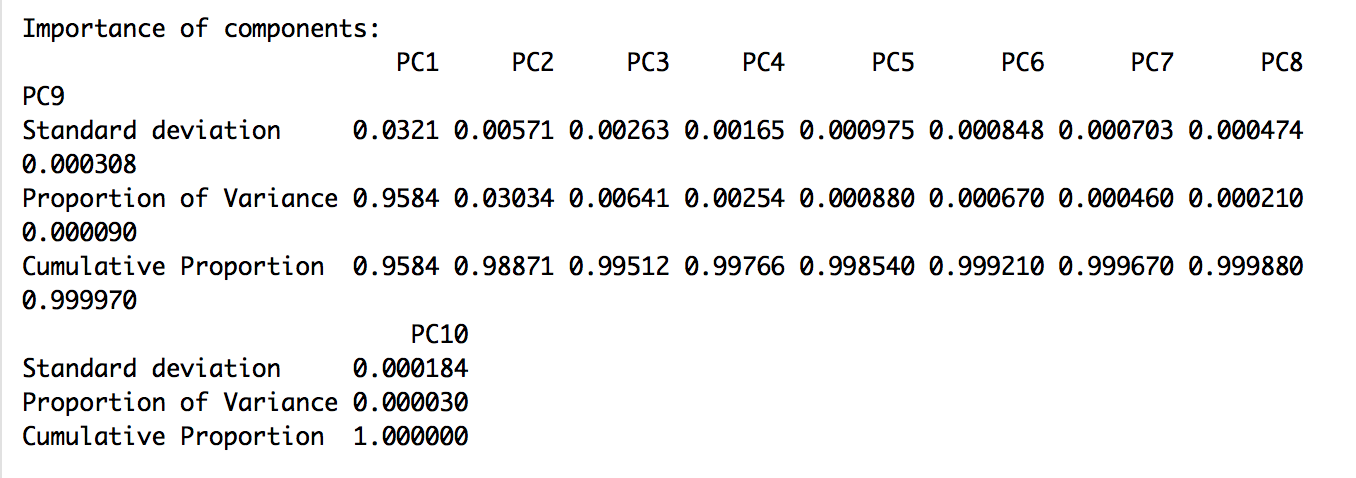 Importance of components:
PC1 PC2 PC3 PC4 PC5 PC6 PC7 PC8
PC9
Standard deviation 0.0321 0.00571 0.00263 0.00165 0.000975 0.000848 0.000703 0.000474
0.000308
Proportion of Variance 0.9584 0.03034 0.00641 0.00254 0.000880 0.000670 0.000460 0.000210
0.000090
Cumulative Proportion 0.9584 0.98871 0.99512 0.99766 0.998540 0.999210 0.999670 0.999880
0.999970
PC10
Standard deviation 0.000184
Proportion of Variance 0.000030
Cumulative Proportion 1.000000